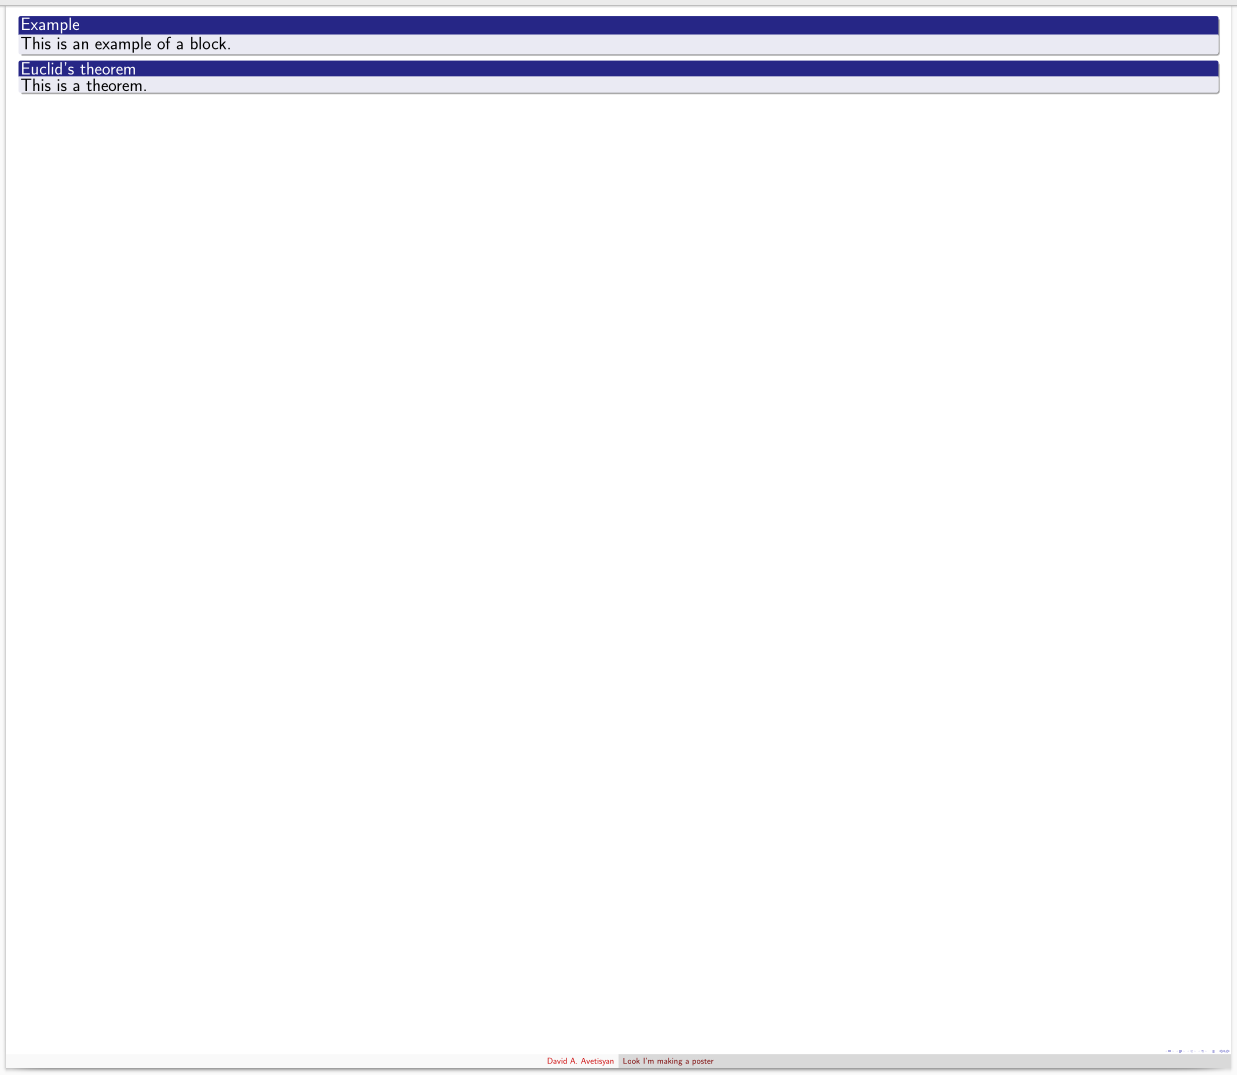 Example
This is an example of a block.
Euclid's theorem
This is a theorem.
David A. Avetisyan Look I'm making a poster